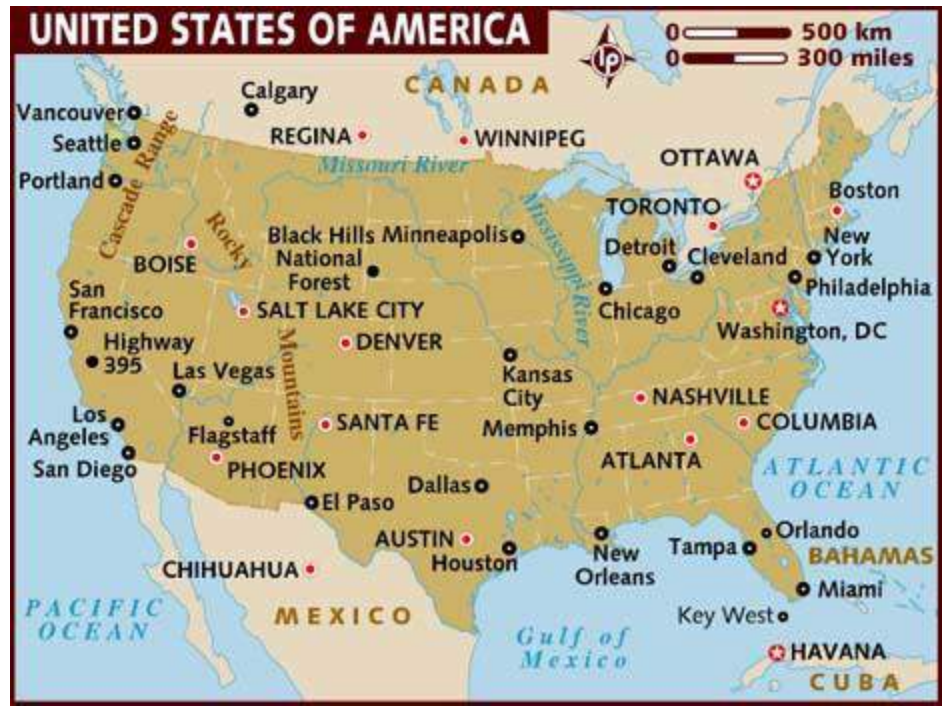 UNITED STATES OF AMERICA
0 500 km
0 300 miles
lp
CANADA
Calgary
Vancouver
REGINA
WINNIPEG
Seattle
Missouri River
OTTAWA
Portland
Cascade Range
Boston
TORONTO
Mississippi River
Rocky
Mountains
BOISE
Black Hills
National
Forest
Minneapolis
Detroit
Cleveland
New
York
Philadelphia
San
Francisco
SALT LAKE CITY
Chicago
Washington, DC
Highway
395
DENVER
Las Vegas
Kansas
City
NASHVILLE
Los
Angeles
Flagstaff
SANTA FE
Memphis
COLUMBIA
San Diego
PHOENIX
ATLANTA
ATLANTIC
OCEAN
Dallas
El Paso
AUSTIN
Houston
New
Orleans
Tampa
Orlando
BAHAMAS
CHIHUAHUA
Miami
PACIFIC
OCEAN
MEXICO
Key West
Gulf of
Mexico
HAVANA
CUBA